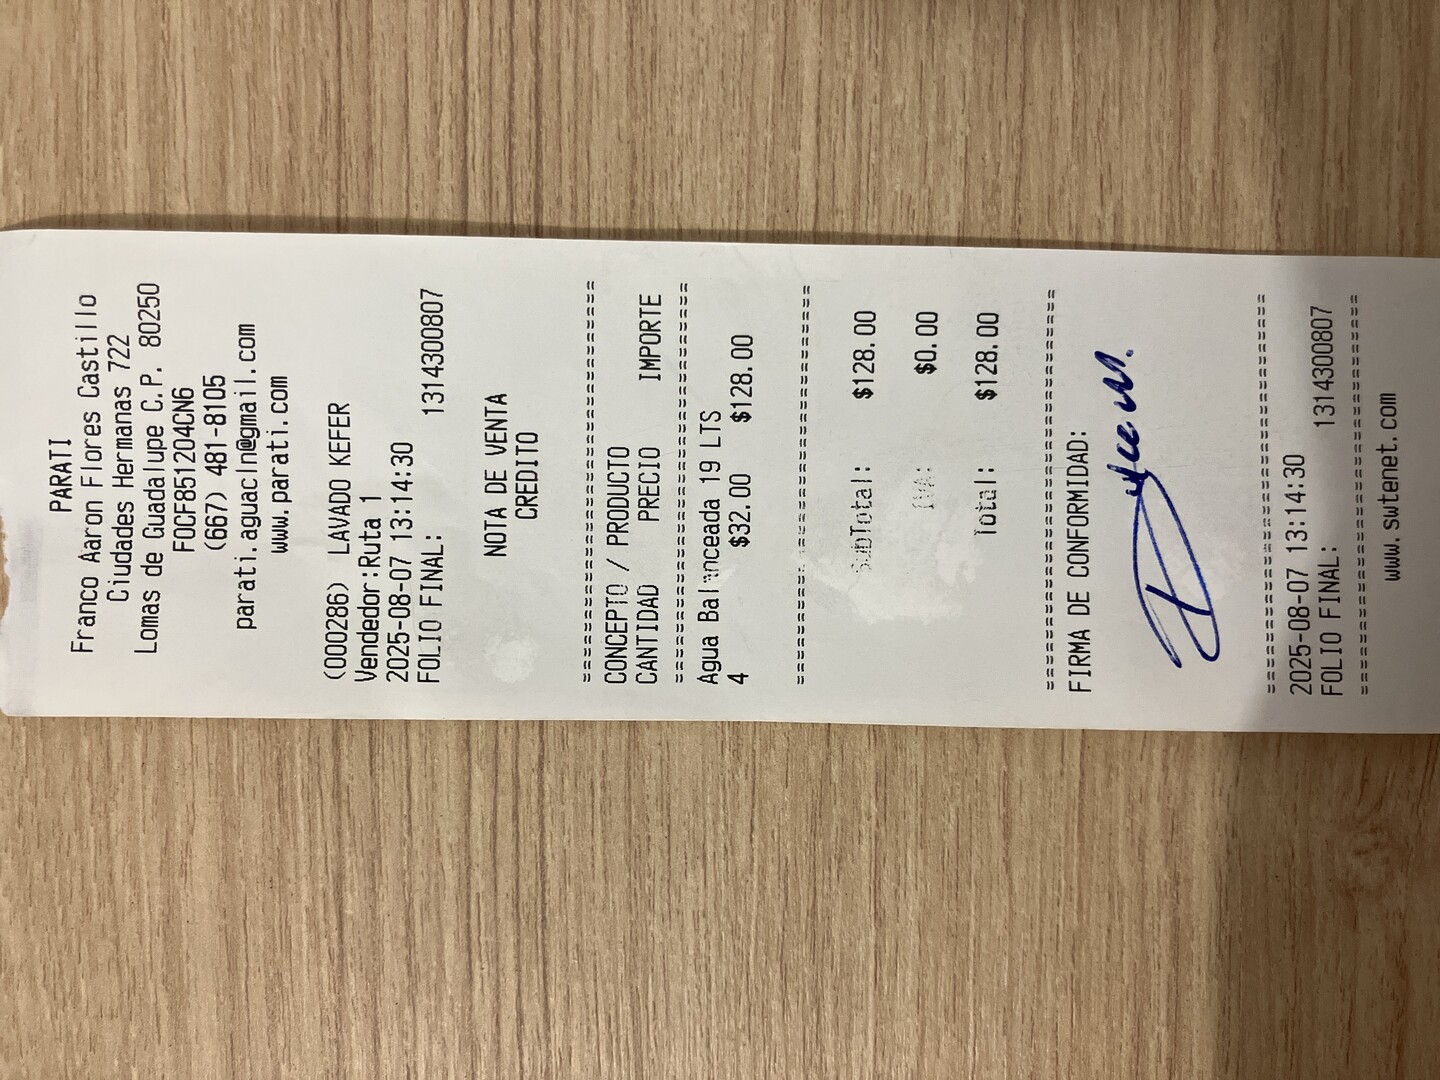 PARATI
Franco Aaron Flores Castillo
Ciudades Hermanas 722
Lomas de Guadalupe C.P. 80250
FOCF851204CN6
(667) 481-8105
parati.aguacln@gmail.com
www.parati.com
(000286) LAVADO KEFER
Vendedor:Ruta 1
2025-08-07 13:14:30
FOLIO FINAL: 1314300807
NOTA DE VENTA
CREDITO
========================================
CONCEPTO / PRODUCTO
CANTIDAD PRECIO IMPORTE
========================================
Agua Balanceada 19 LTS
4 $32.00 $128.00
========================================
SubTotal: $128.00
IVA: $0.00
Total: $128.00
========================================
FIRMA DE CONFORMIDAD:
========================================
2025-08-07 13:14:30
FOLIO FINAL: 1314300807
========================================
www.swtenet.com